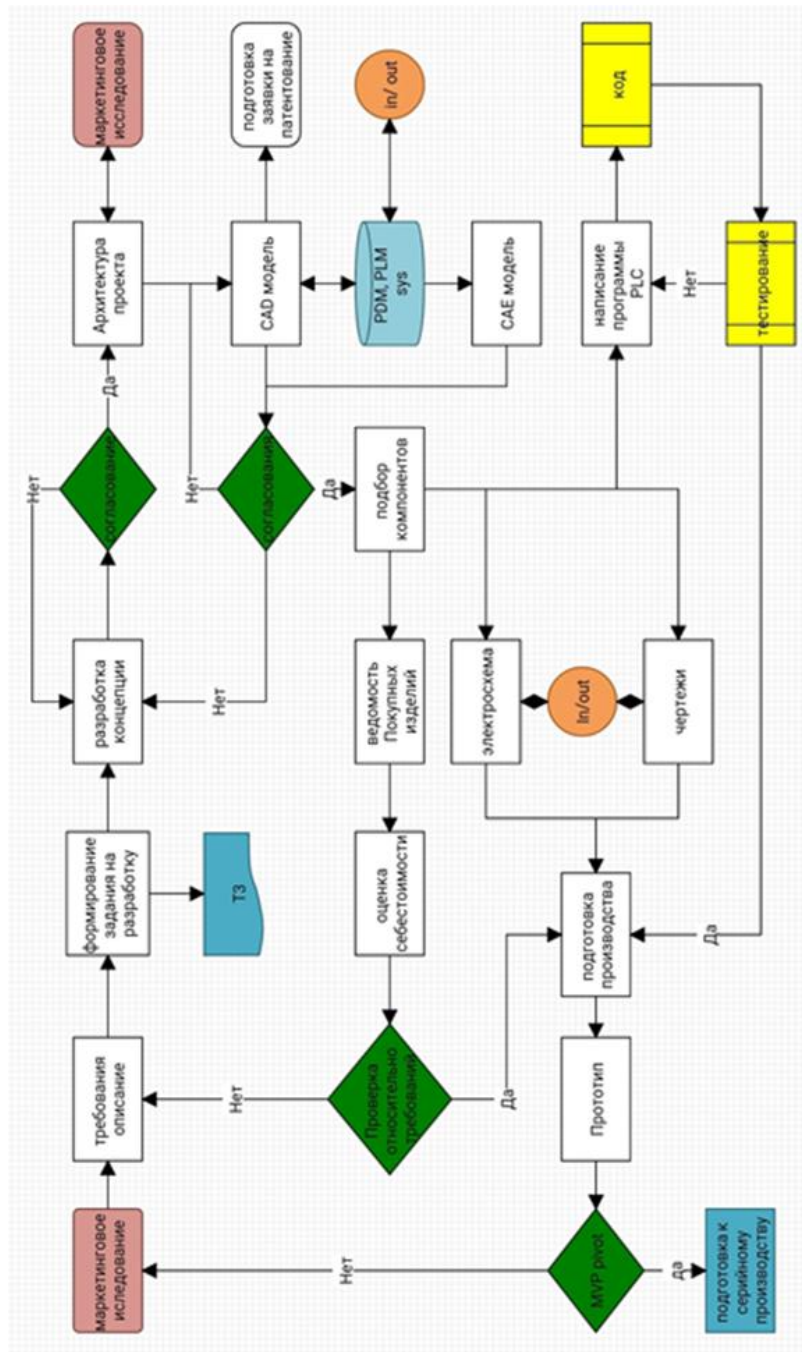 Нет
маркетинговое
иследование
требования
описание
формирование
задания на
разработку
разработка
концепции
согласование
Да
Архитектура
проекта
маркетинговое
исследование
ТЗ
Нет
Нет
Нет
согласования
CAD модель
подготовка
заявки на
патентование
Да
Нет
Проверка
относительно
требований
оценка
себестоимости
ведомость
Покупных
изделий
подбор
компонентов
PDM, PLM
sys
in/ out
Да
электросхема
CAE модель
In/out
MVP pivot
Прототип
подготовка
производства
чертежи
написание
программы
PLC
код
да
Да
Нет
подготовка к
серийному
производству
тестирование